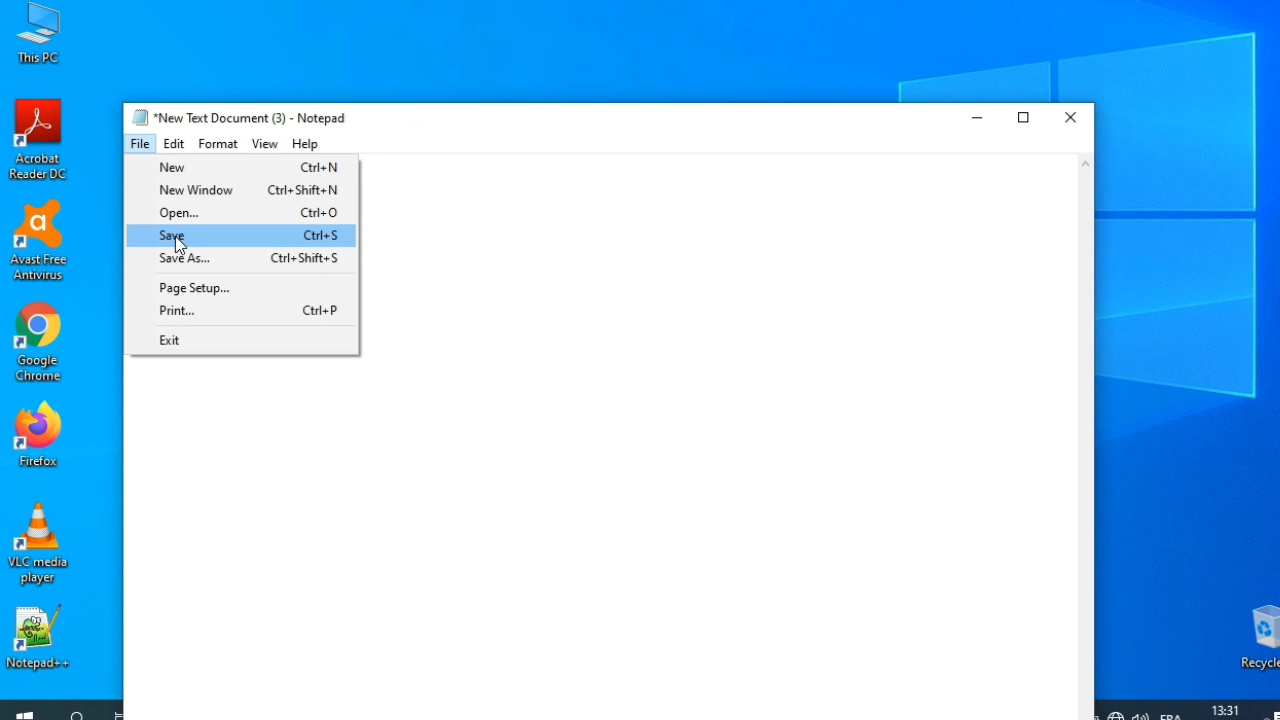 This PC
Acrobat
Reader DC
Avast Free
Antivirus
Google
Chrome
Firefox
VLC media
player
Notepad++
*New Text Document (3) - Notepad
File Edit Format View Help
New Ctrl+N
New Window Ctrl+Shift+N
Open... Ctrl+O
Save Ctrl+S
Save As... Ctrl+Shift+S
Page Setup...
Print... Ctrl+P
Exit
Recycle
FRA
13:31